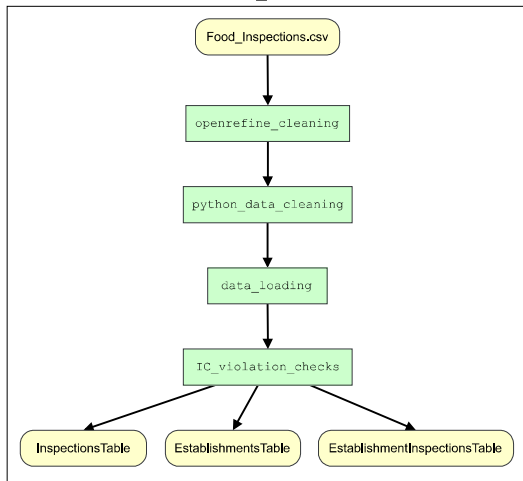 Food_Inspections.csv
openrefine_cleaning
python_data_cleaning
data_loading
IC_violation_checks
InspectionsTable EstablishmentsTable EstablishmentInspectionsTable